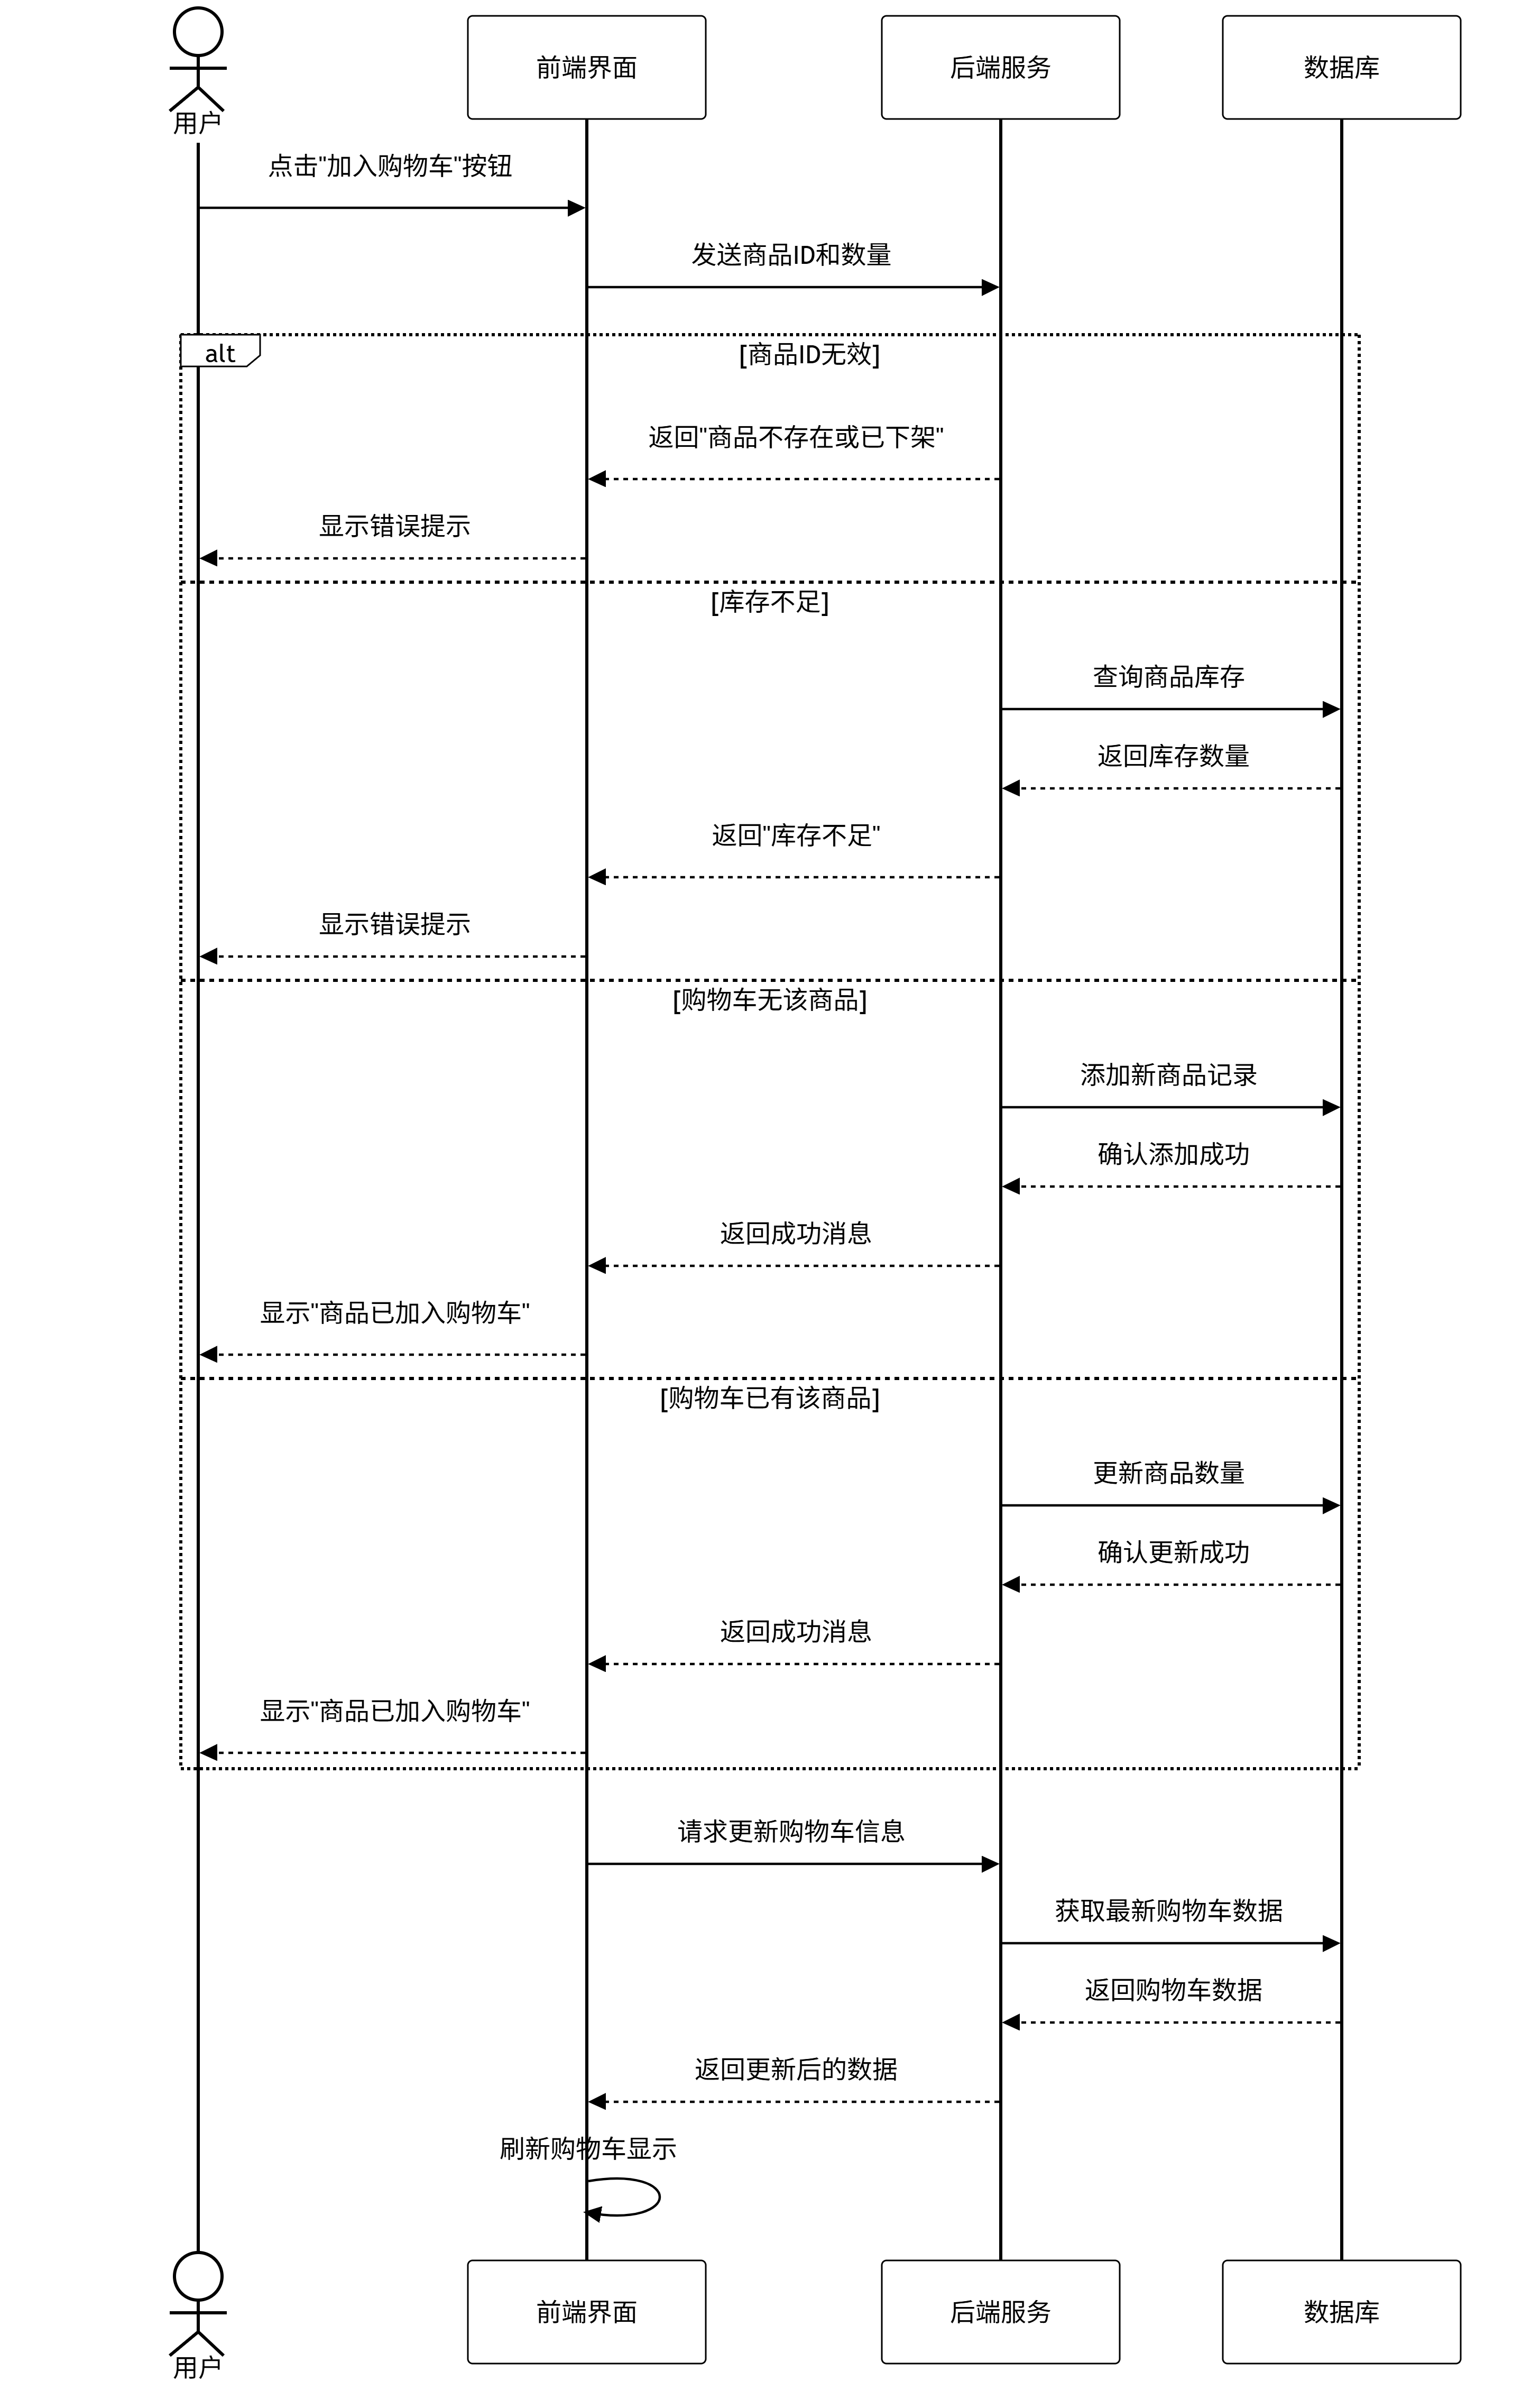 用户
前端界面
后端服务
数据库
点击"加入购物车"按钮
发送商品ID和数量
alt
[商品ID无效]
返回"商品不存在或已下架"
显示错误提示
[库存不足]
查询商品库存
返回库存数量
返回"库存不足"
显示错误提示
[购物车无该商品]
添加新商品记录
确认添加成功
返回成功消息
显示"商品已加入购物车"
[购物车已有该商品]
更新商品数量
确认更新成功
返回成功消息
显示"商品已加入购物车"
请求更新购物车信息
获取最新购物车数据
返回购物车数据
返回更新后的数据
刷新购物车显示
用户
前端界面
后端服务
数据库